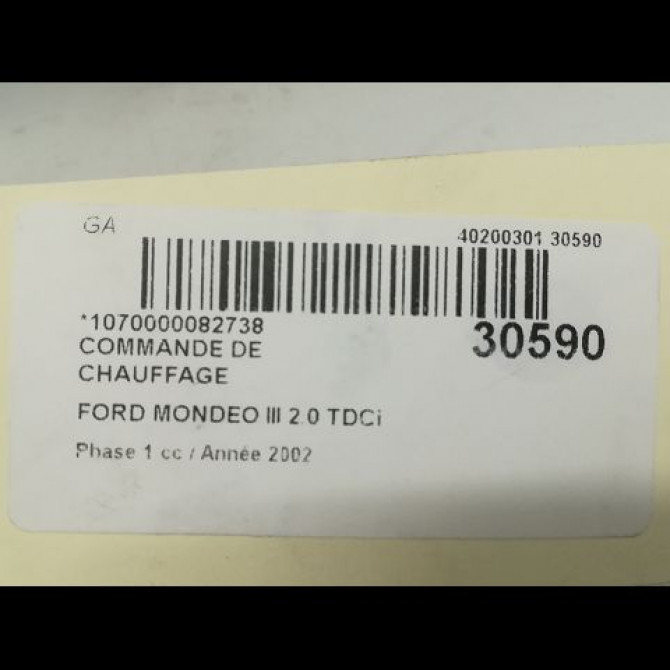 GA
40200301 30590
*1070000082738
30590
COMMANDE DE
CHAUFFAGE
FORD MONDEO III 2.0 TDCi
Phase 1 cc / Année 2002